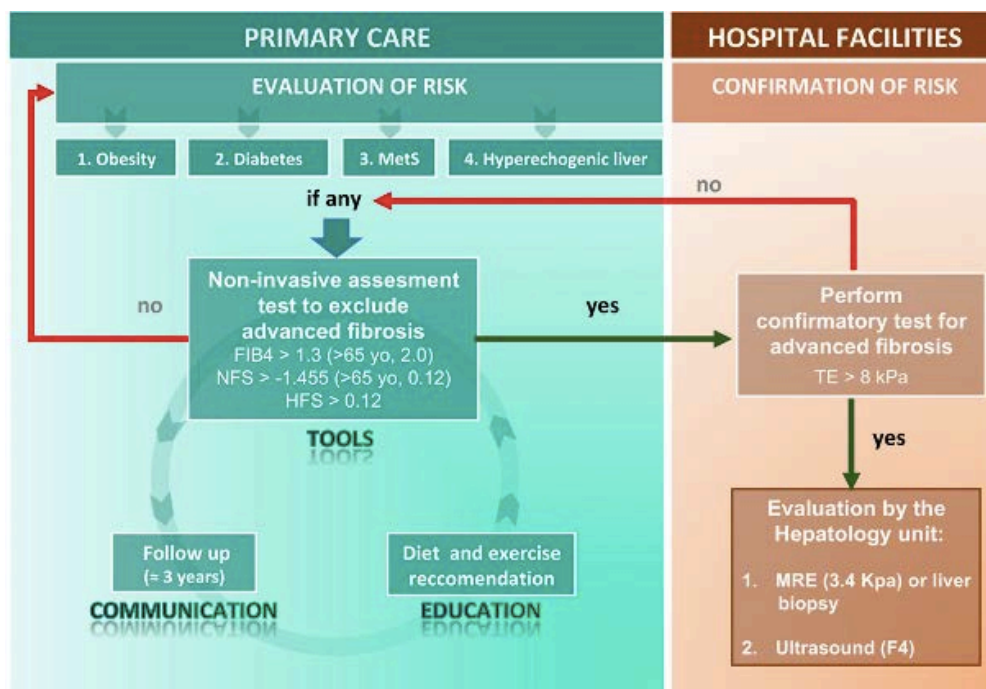 PRIMARY CARE
EVALUATION OF RISK
1. Obesity
2. Diabetes
3. MetS
4. Hyperechogenic liver
if any
Non-invasive assesment
test to exclude
advanced fibrosis
FIB4 > 1.3 (>65 yo, 2.0)
NFS > -1.455 (>65 yo, 0.12)
HFS > 0.12
no
yes
TOOLS
Follow up
(≈ 3 years)
COMMUNICATION
Diet and exercise
reccomendation
EDUCATION
HOSPITAL FACILITIES
CONFIRMATION OF RISK
no
Perform
confirmatory test for
advanced fibrosis
TE > 8 kPa
yes
Evaluation by the
Hepatology unit:
1. MRE (3.4 Kpa) or liver
biopsy
2. Ultrasound (F4)